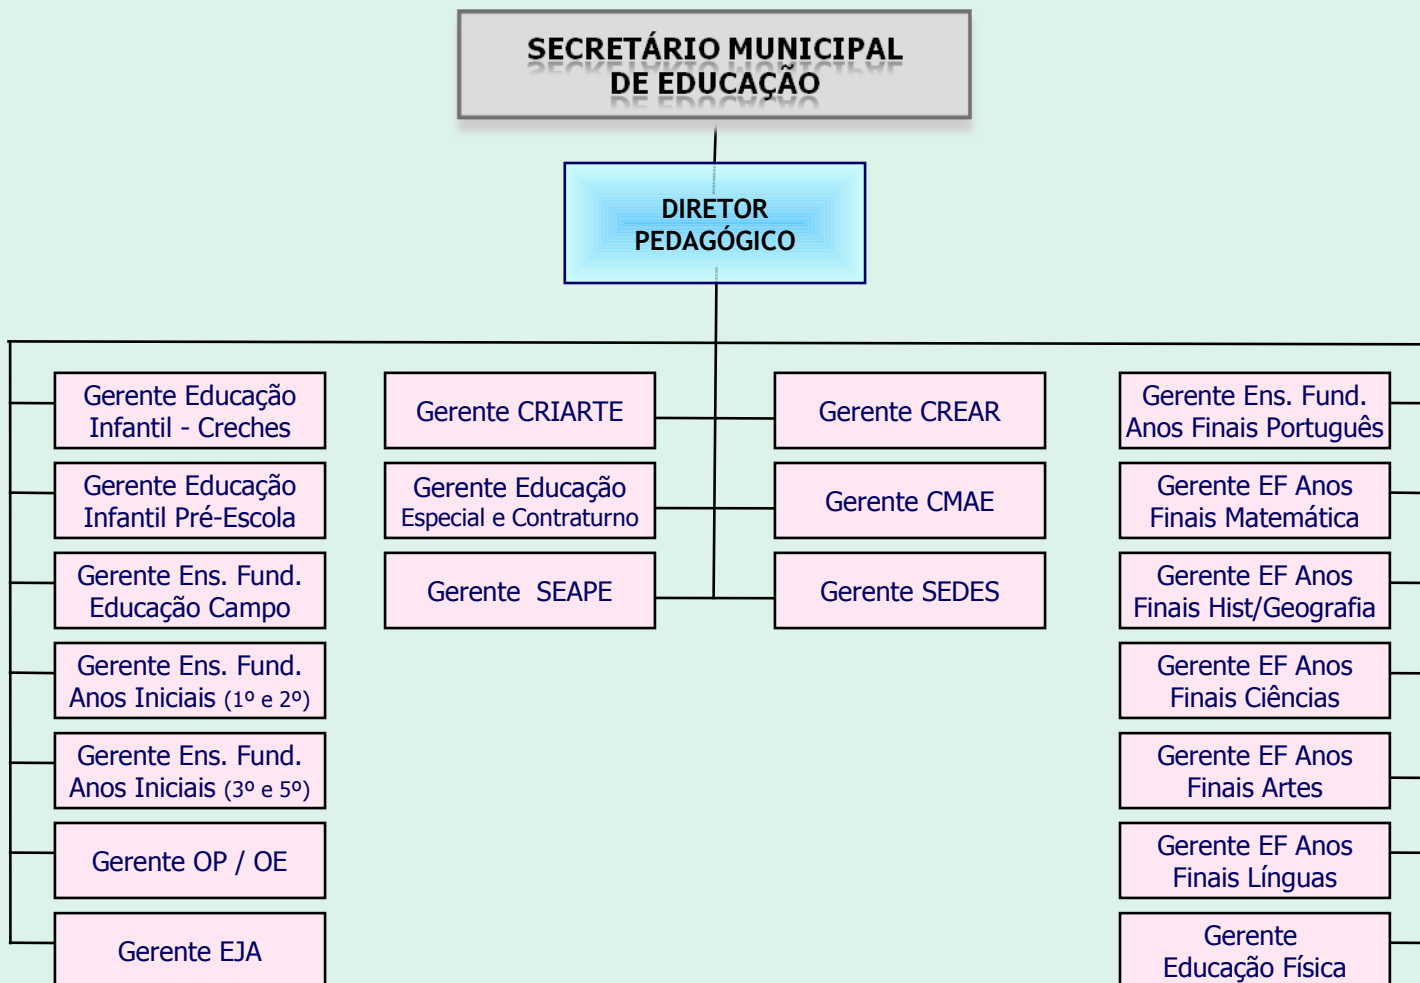 SECRETÁRIO MUNICIPAL
DE EDUCAÇÃO
DIRETOR
PEDAGÓGICO
Gerente Educação
Infantil - Creches
Gerente Educação
Infantil Pré-Escola
Gerente Ens. Fund.
Educação Campo
Gerente Ens. Fund.
Anos Iniciais (1º e 2º)
Gerente Ens. Fund.
Anos Iniciais (3º e 5º)
Gerente OP / OE
Gerente EJA
Gerente CRIARTE
Gerente Educação
Especial e Contraturno
Gerente SEAPE
Gerente CREAR
Gerente CMAE
Gerente SEDES
Gerente Ens. Fund.
Anos Finais Português
Gerente EF Anos
Finais Matemática
Gerente EF Anos
Finais Hist/Geografia
Gerente EF Anos
Finais Ciências
Gerente EF Anos
Finais Artes
Gerente EF Anos
Finais Línguas
Gerente
Educação Física